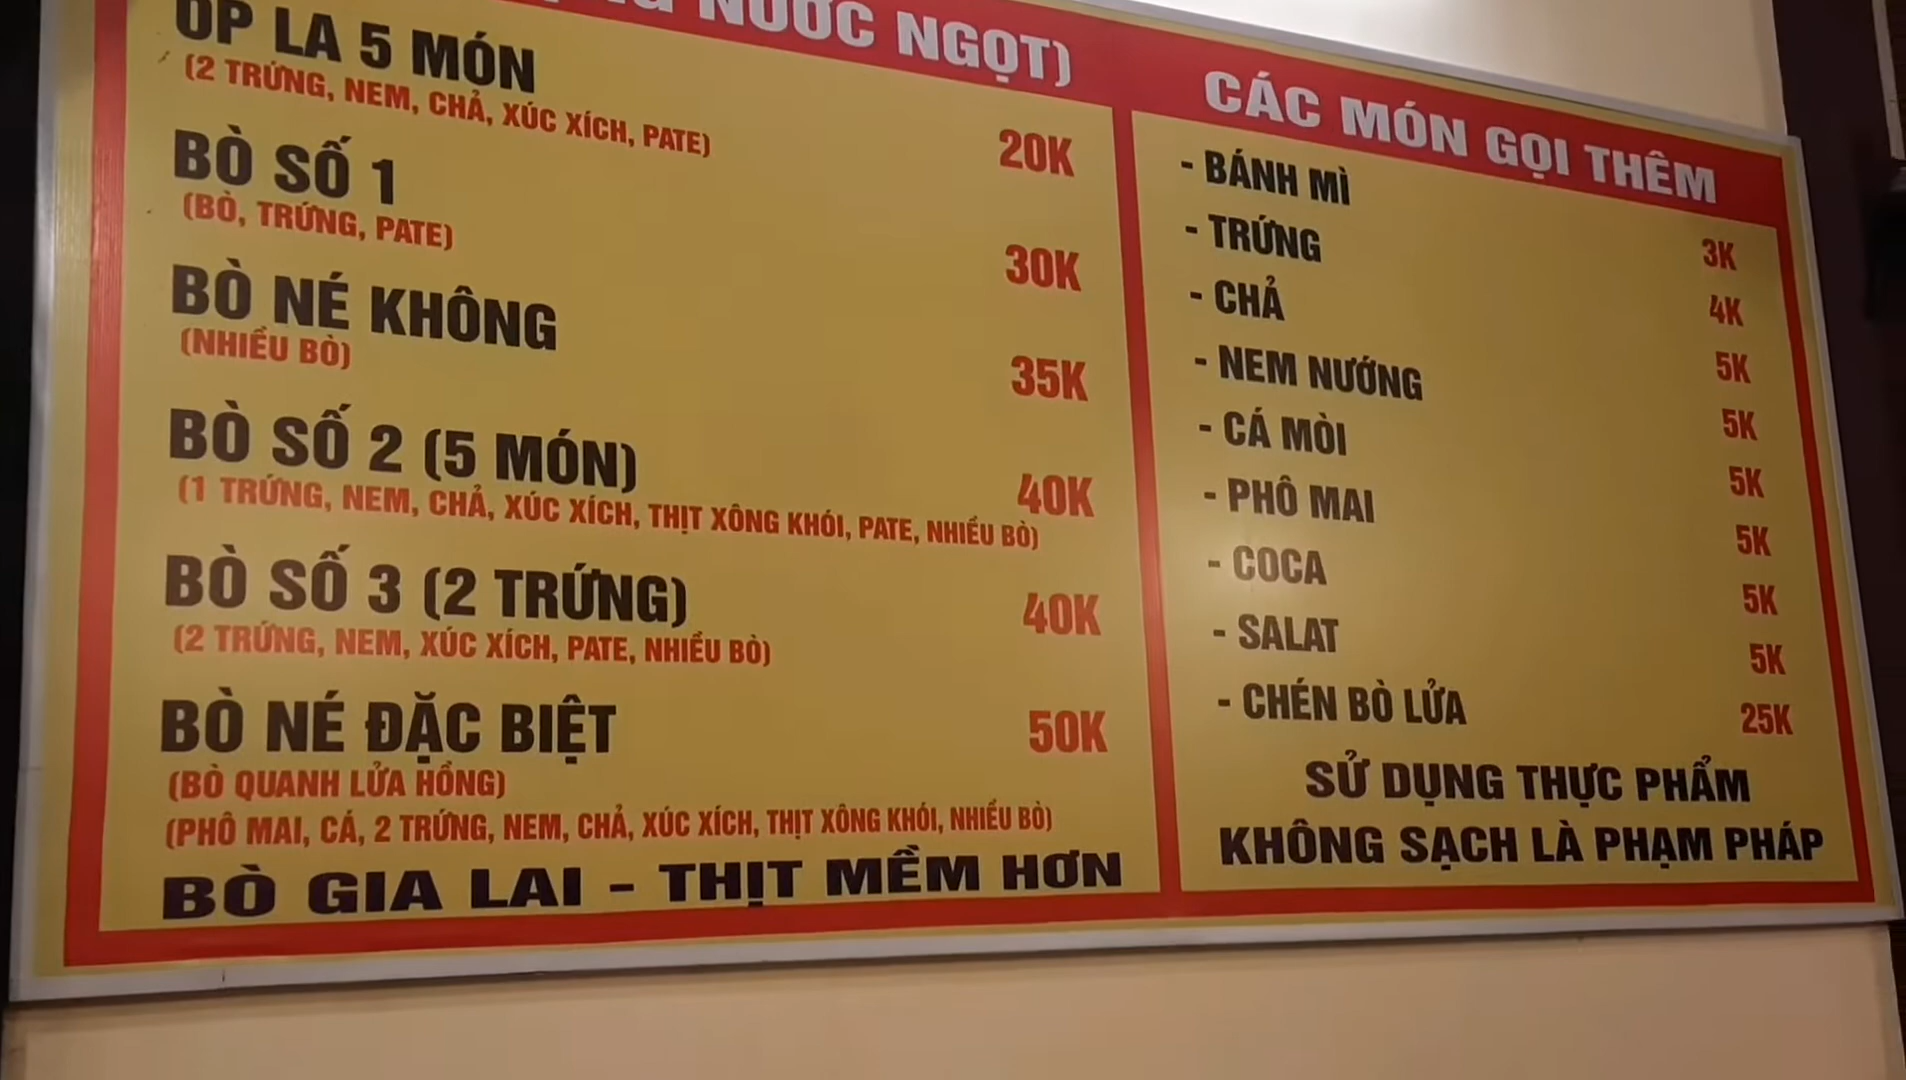 NƯỚC NGỌT)
ỐP LA 5 MÓN
(2 TRỨNG, NEM, CHẢ, XÚC XÍCH, PATE)
20K
BÒ SỐ 1
(BÒ, TRỨNG, PATE)
30K
BÒ NÉ KHÔNG
(NHIỀU BÒ)
35K
BÒ SỐ 2 (5 MÓN)
40K
(1 TRỨNG, NEM, CHẢ, XÚC XÍCH, THỊT XÔNG KHÓI, PATE, NHIỀU BÒ)
BÒ SỐ 3 (2 TRỨNG)
40K
(2 TRỨNG, NEM, XÚC XÍCH, PATE, NHIỀU BÒ)
BÒ NÉ ĐẶC BIỆT
50K
(BÒ QUANH LỬA HỒNG)
(PHÔ MAI, CÁ, 2 TRỨNG, NEM, CHẢ, XÚC XÍCH, THỊT XÔNG KHÓI, NHIỀU BÒ)
BÒ GIA LAI - THỊT MỀM HƠN
CÁC MÓN GỌI THÊM
- BÁNH MÌ 3K
- TRỨNG 4K
- CHẢ 5K
- NEM NƯỚNG 5K
- CÁ MÒI 5K
- PHÔ MAI 5K
- COCA 5K
- SALAT 5K
- CHÉN BÒ LỬA 25K
SỬ DỤNG THỰC PHẨM
KHÔNG SẠCH LÀ PHẠM PHÁP